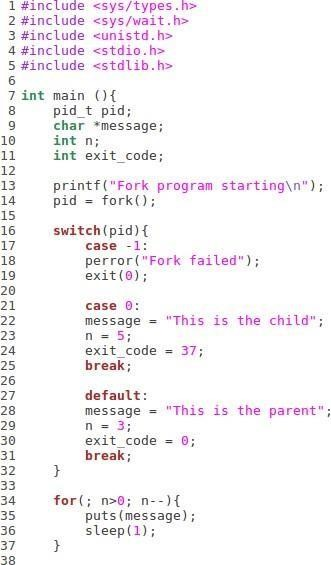 1 #include <sys/types.h>
2 #include <sys/wait.h>
3 #include <unistd.h>
4 #include <stdio.h>
5 #include <stdlib.h>
6
7 int main (){
8     pid_t pid;
9     char *message;
10     int n;
11     int exit_code;
12
13     printf("Fork program starting\n");
14     pid = fork();
15
16     switch(pid){
17         case -1:
18         perror("Fork failed");
19         exit(0);
20
21         case 0:
22         message = "This is the child";
23         n = 5;
24         exit_code = 37;
25         break;
26
27         default:
28         message = "This is the parent";
29         n = 3;
30         exit_code = 0;
31         break;
32     }
33
34     for(; n>0; n--){
35         puts(message);
36         sleep(1);
37     }
38